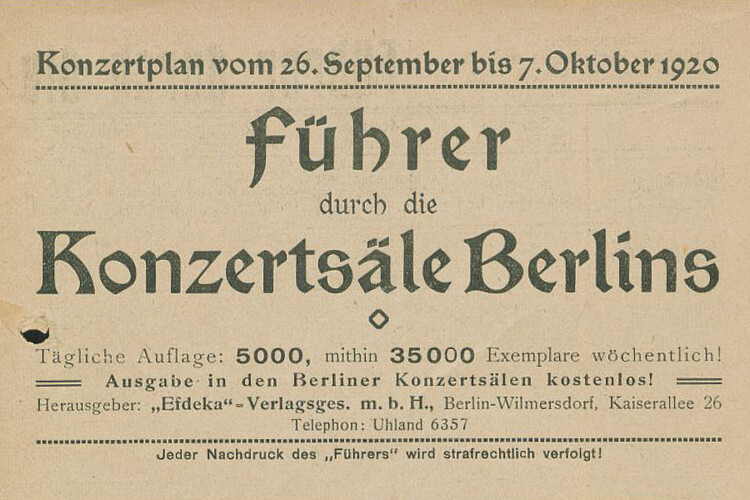 Konzertplan vom 26. September bis 7. Oktober 1920
Führer
durch die
Konzertsäle Berlins
Tägliche Auflage: 5000, mithin 35000 Exemplare wöchentlich!
Ausgabe in den Berliner Konzertsälen kostenlos!
Herausgeber: „Efdeka"-Verlagsges. m. b. H., Berlin-Wilmersdorf, Kaiserallee 26
Telephon: Uhland 6357
Jeder Nachdruck des „Führers" wird strafrechtlich verfolgt!